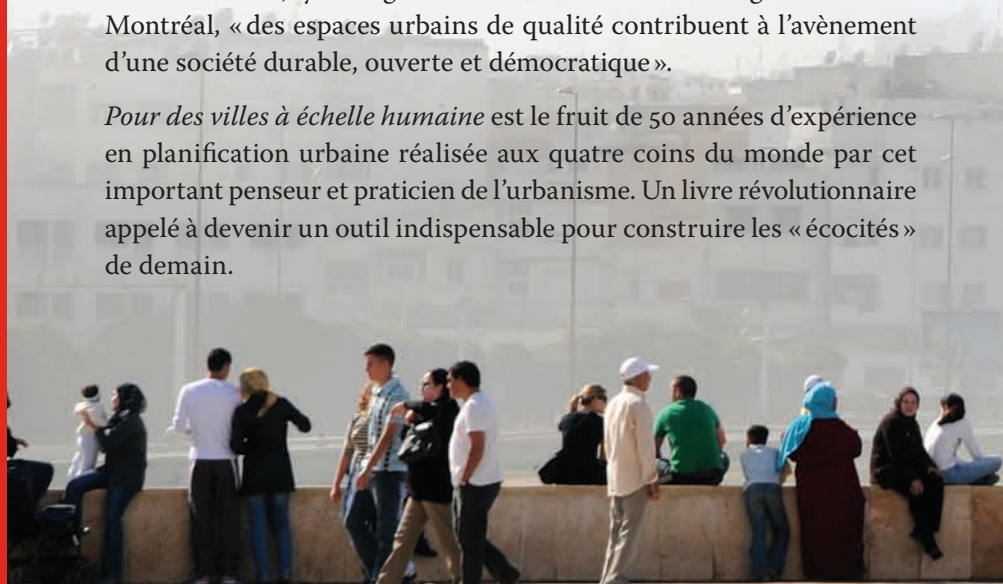 Montréal, « des espaces urbains de qualité contribuent à l’avènement
d’une société durable, ouverte et démocratique ».
Pour des villes à échelle humaine est le fruit de 50 années d’expérience
en planification urbaine réalisée aux quatre coins du monde par cet
important penseur et praticien de l’urbanisme. Un livre révolutionnaire
appelé à devenir un outil indispensable pour construire les « écocités »
de demain.